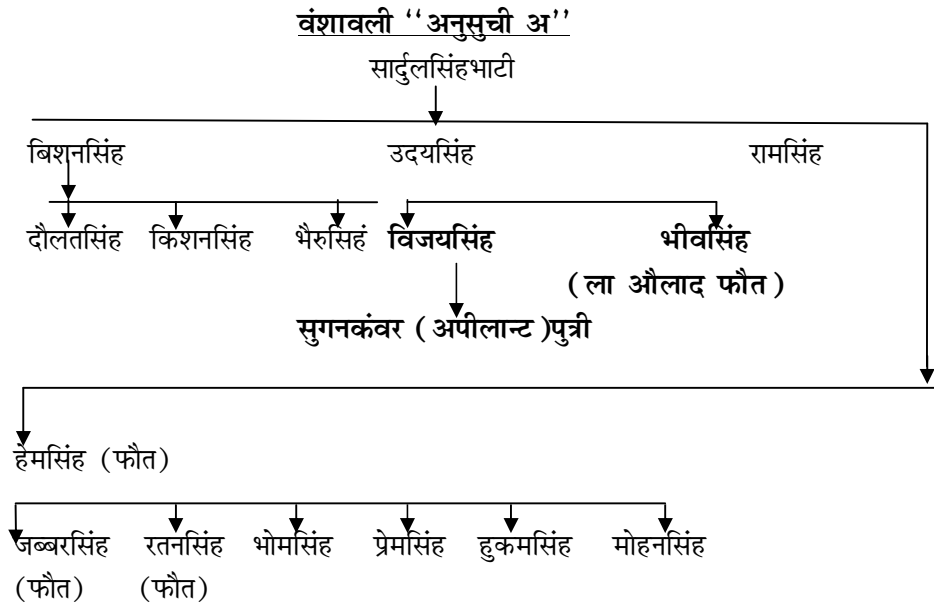 वंशावली ‘‘अनुसुची अ’’
सार्दुलसिंहभाटी
बिशनसिंह उदयसिंह रामसिंह
दौलतसिंह किशनसिंह भैरुसिहं विजयसिंह भीवसिंह
(ला औलाद फौत)
सुगनकंवर (अपीलान्ट)पुत्री
हेमसिंह (फौत)
जब्बरसिंह रतनसिंह भोमसिंह प्रेमसिंह हुकमसिंह मोहनसिंह
(फौत) (फौत)